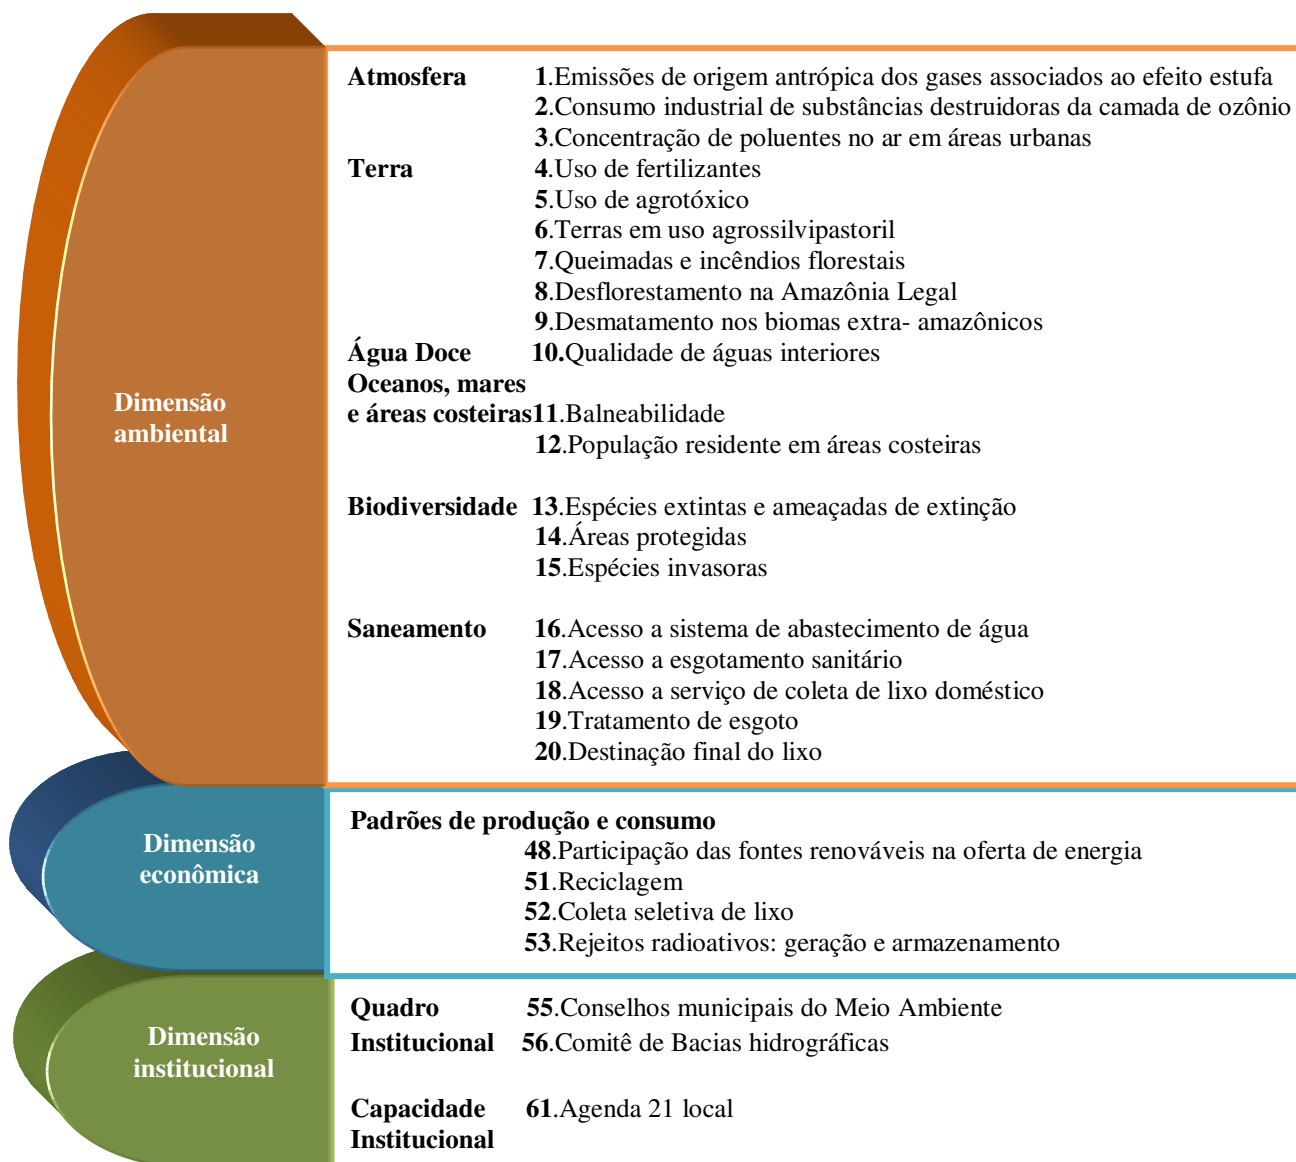 Dimensão
ambiental
Atmosfera 1.Emissões de origem antrópica dos gases associados ao efeito estufa
2.Consumo industrial de substâncias destruidoras da camada de ozônio
3.Concentração de poluentes no ar em áreas urbanas
Terra 4.Uso de fertilizantes
5.Uso de agrotóxico
6.Terras em uso agrossilvipastoril
7.Queimadas e incêndios florestais
8.Desflorestamento na Amazônia Legal
9.Desmatamento nos biomas extra- amazônicos
Água Doce 10.Qualidade de águas interiores
Oceanos, mares
e áreas costeiras11.Balneabilidade
12.População residente em áreas costeiras
Biodiversidade 13.Espécies extintas e ameaçadas de extinção
14.Áreas protegidas
15.Espécies invasoras
Saneamento 16.Acesso a sistema de abastecimento de água
17.Acesso a esgotamento sanitário
18.Acesso a serviço de coleta de lixo doméstico
19.Tratamento de esgoto
20.Destinação final do lixo
Dimensão
econômica
Padrões de produção e consumo
48.Participação das fontes renováveis na oferta de energia
51.Reciclagem
52.Coleta seletiva de lixo
53.Rejeitos radioativos: geração e armazenamento
Dimensão
institucional
Quadro 55.Conselhos municipais do Meio Ambiente
Institucional 56.Comitê de Bacias hidrográficas
Capacidade 61.Agenda 21 local
Institucional